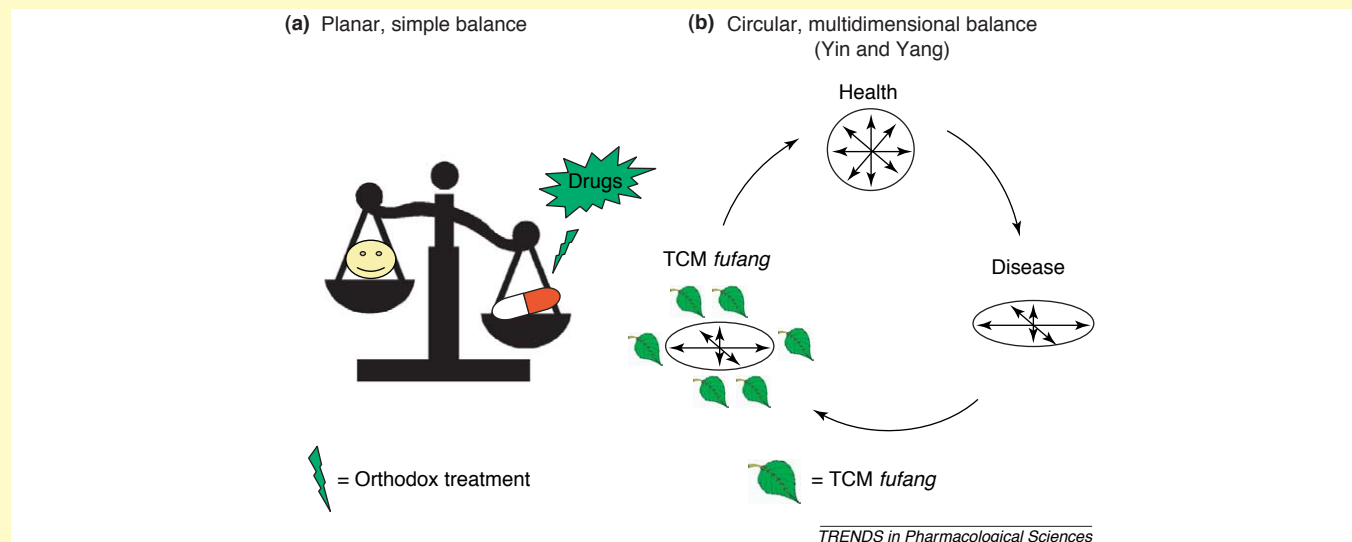 (a) Planar, simple balance
Drugs
= Orthodox treatment
(b) Circular, multidimensional balance
(Yin and Yang)
Health
Disease
TCM fufang
= TCM fufang
TRENDS in Pharmacological Sciences